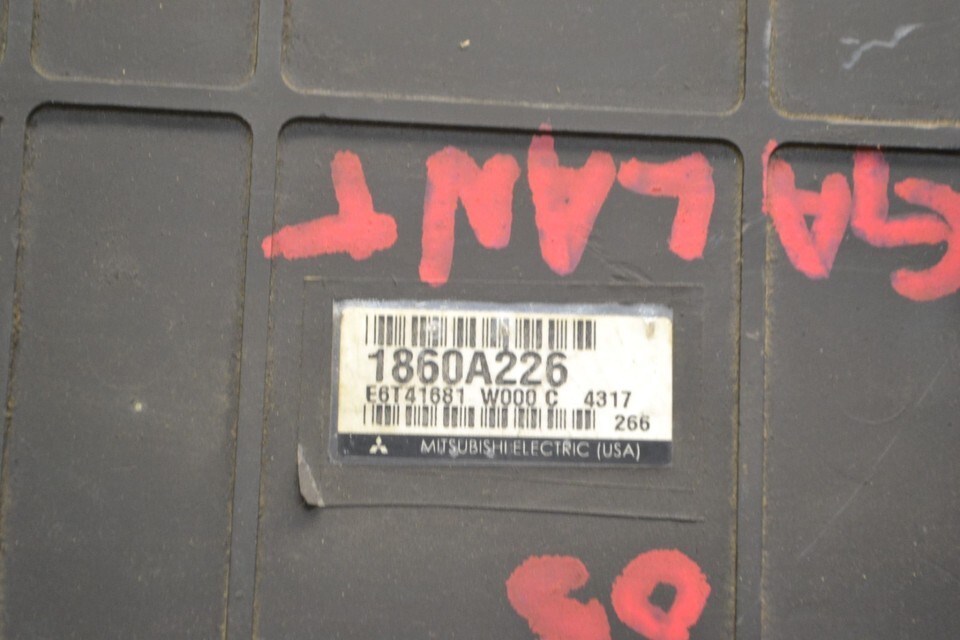 GALANT
1860A226
E6T41681 W000 C 4317
266
MITSUBISHI ELECTRIC (USA)